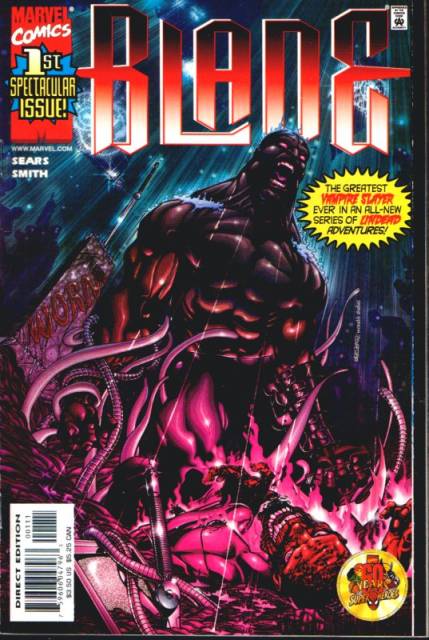 MARVEL
COMICS
1ST
SPECTACULAR
ISSUE!
WWW.MARVEL.COM
SEARS
SMITH
BLADE
THE GREATEST
VAMPIRE SLAYER
EVER IN AN ALL-NEW
SERIES OF UNDEAD
ADVENTURES!
DIRECT EDITION
00111
$3.50 US $5.25 CAN